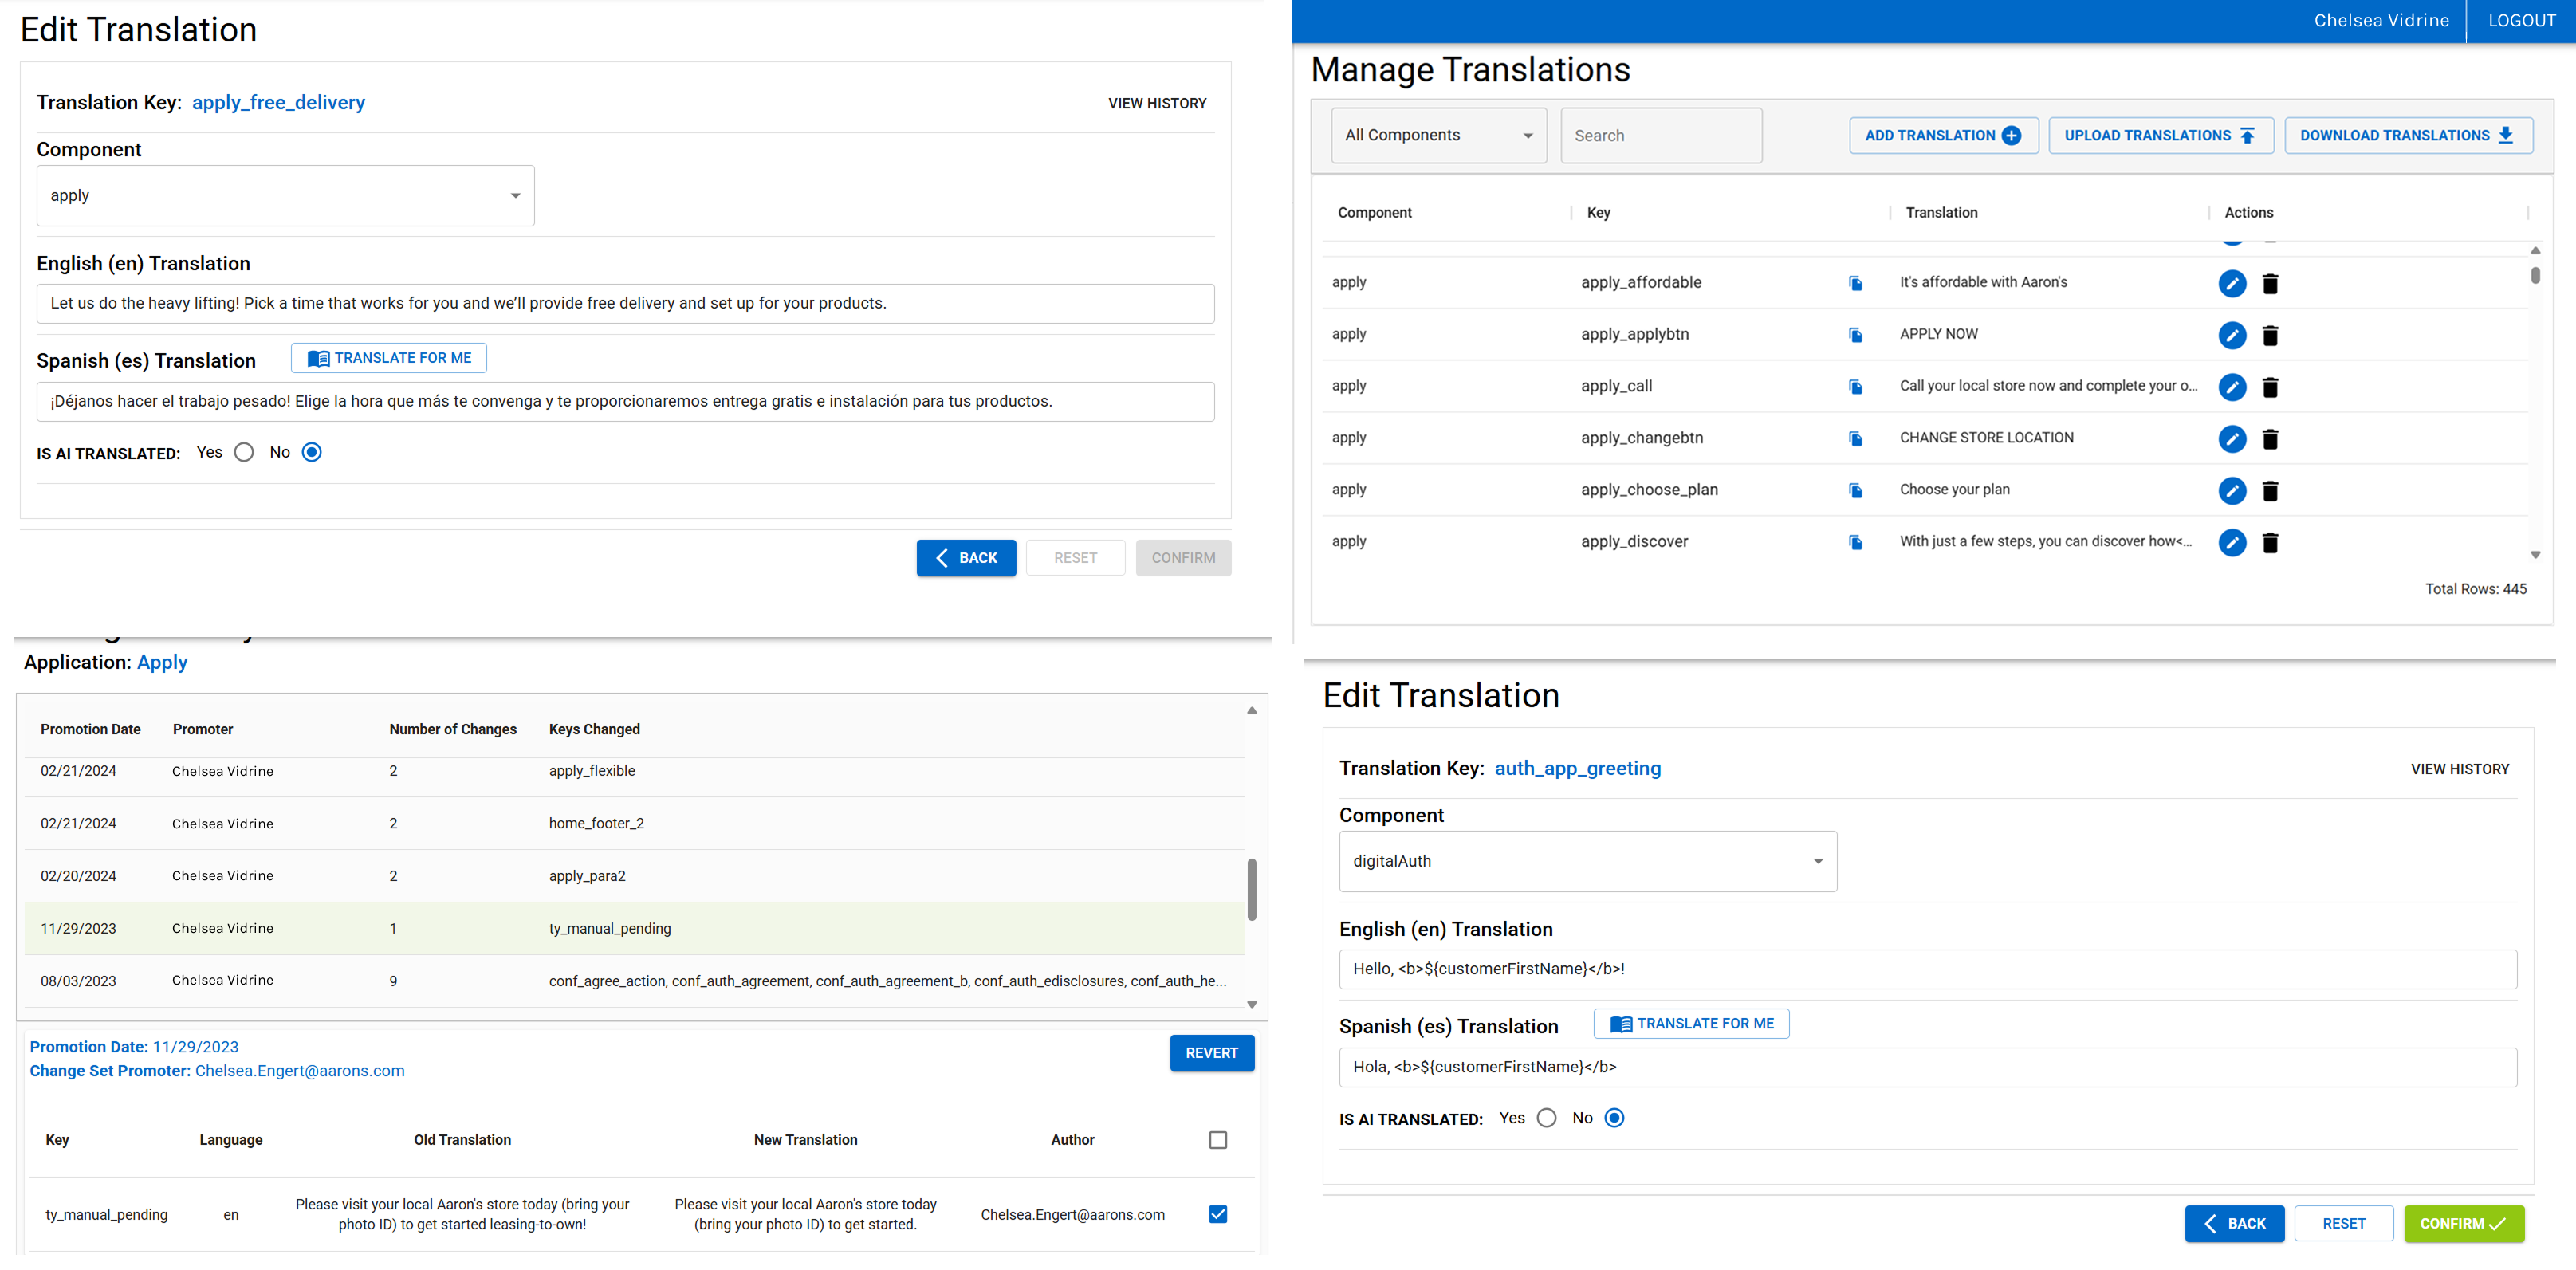 Edit Translation
Translation Key: apply_free_delivery
VIEW HISTORY
Component
apply
English (en) Translation
Let us do the heavy lifting! Pick a time that works for you and we’ll provide free delivery and set up for your products.
Spanish (es) Translation
TRANSLATE FOR ME
¡Déjanos hacer el trabajo pesado! Elige la hora que más te convenga y te proporcionaremos entrega gratis e instalación para tus productos.
IS AI TRANSLATED: Yes No
BACK RESET CONFIRM
Chelsea Vidrine LOGOUT
Manage Translations
All Components Search ADD TRANSLATION UPLOAD TRANSLATIONS DOWNLOAD TRANSLATIONS
Component Key Translation Actions
apply apply_affordable It's affordable with Aaron's
apply apply_applybtn APPLY NOW
apply apply_call Call your local store now and complete your o...
apply apply_changebtn CHANGE STORE LOCATION
apply apply_choose_plan Choose your plan
apply apply_discover With just a few steps, you can discover how<...
Total Rows: 445
Application: Apply
Promotion Date Promoter Number of Changes Keys Changed
02/21/2024 Chelsea Vidrine 2 apply_flexible
02/21/2024 Chelsea Vidrine 2 home_footer_2
02/20/2024 Chelsea Vidrine 2 apply_para2
11/29/2023 Chelsea Vidrine 1 ty_manual_pending
08/03/2023 Chelsea Vidrine 9 conf_agree_action, conf_auth_agreement, conf_auth_agreement_b, conf_auth_edisclosures, conf_auth_he...
Promotion Date: 11/29/2023
REVERT
Change Set Promoter: Chelsea.Engert@aarons.com
Key Language Old Translation New Translation Author
ty_manual_pending en Please visit your local Aaron's store today (bring your photo ID) to get started leasing-to-own! Please visit your local Aaron's store today (bring your photo ID) to get started. Chelsea.Engert@aarons.com
Edit Translation
Translation Key: auth_app_greeting
VIEW HISTORY
Component
digitalAuth
English (en) Translation
Hello, <b>${customerFirstName}</b>!
Spanish (es) Translation
TRANSLATE FOR ME
Hola, <b>${customerFirstName}</b>
IS AI TRANSLATED: Yes No
BACK RESET CONFIRM